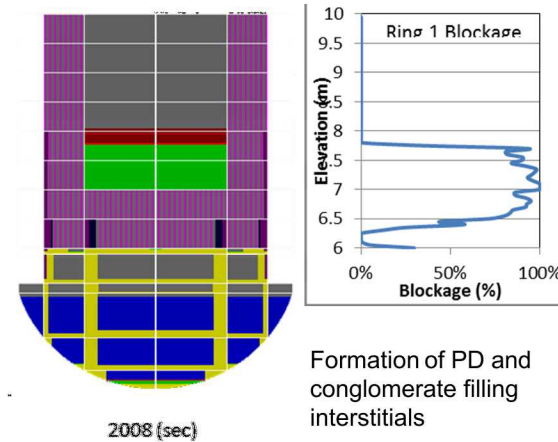 10
Ring 1 Blockage
9.5
9
8.5
8
7.5
7
6.5
6
Elevation (m)
0%
50%
100%
Blockage (%)
Formation of PD and
conglomerate filling
interstitials
2008 (sec)